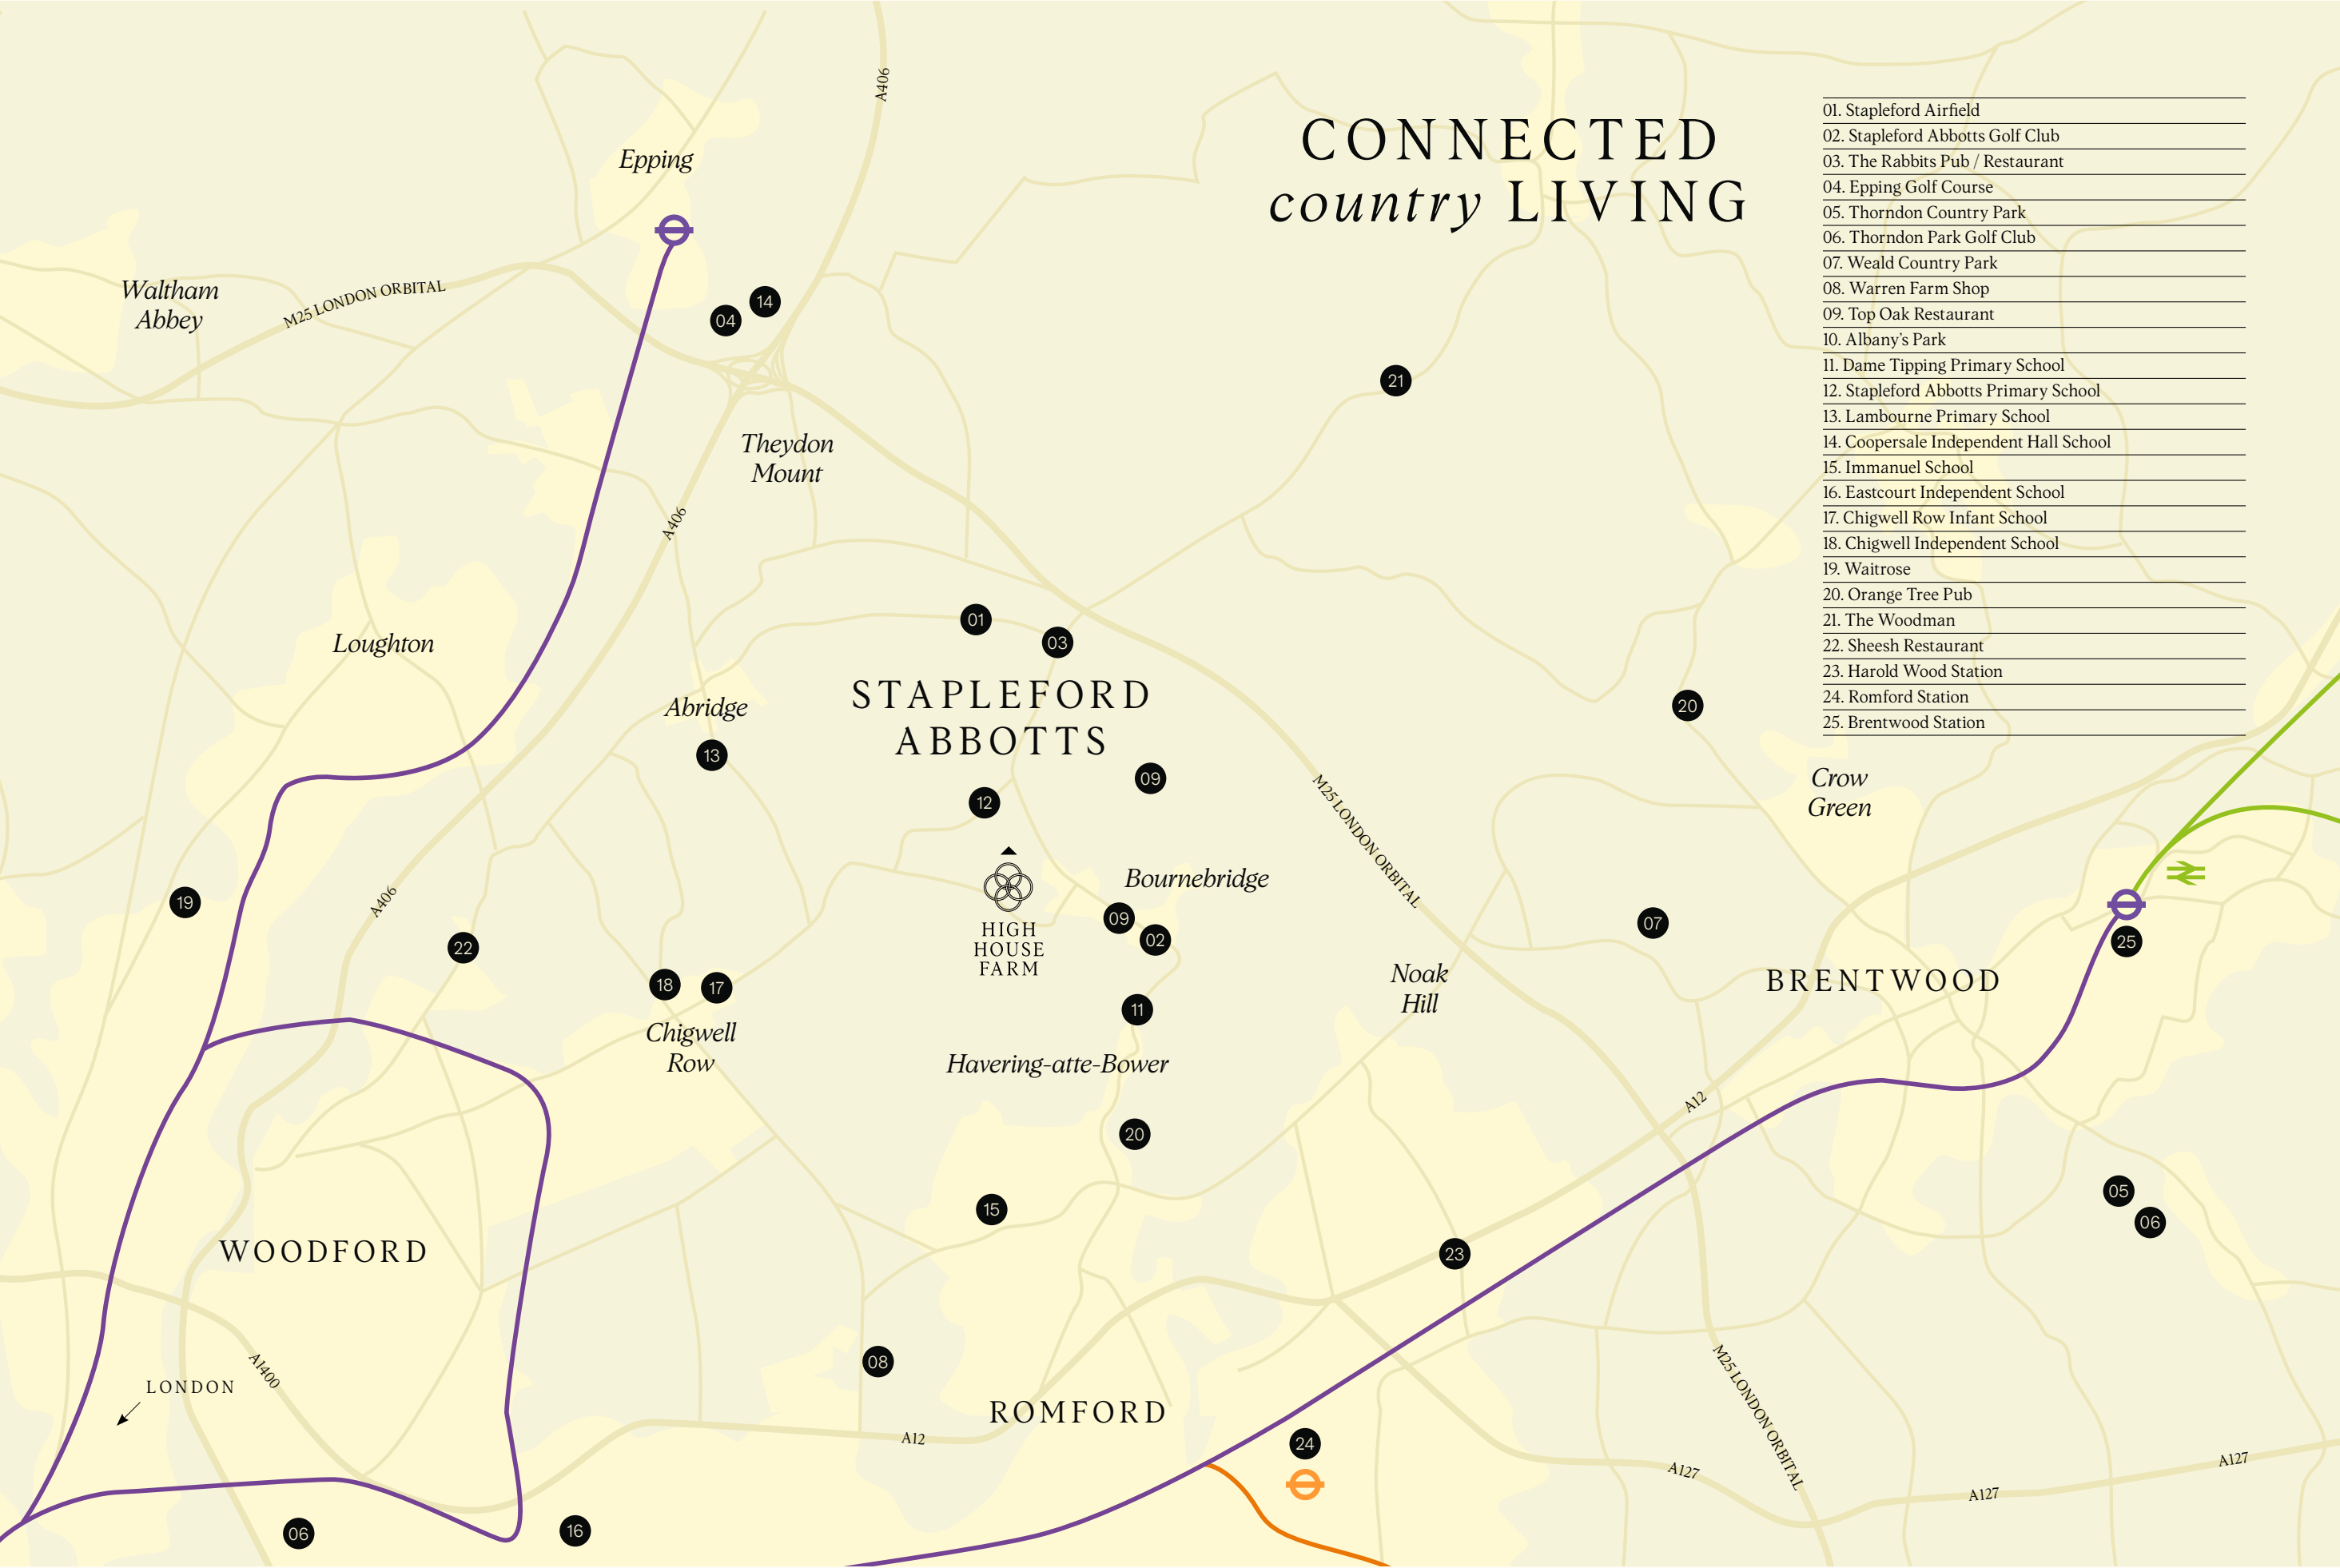 A406
CONNECTED
country LIVING
01. Stapleford Airfield
02. Stapleford Abbotts Golf Club
03. The Rabbits Pub / Restaurant
04. Epping Golf Course
05. Thorndon Country Park
06. Thorndon Park Golf Club
07. Weald Country Park
08. Warren Farm Shop
09. Top Oak Restaurant
10. Albany's Park
11. Dame Tipping Primary School
12. Stapleford Abbotts Primary School
13. Lambourne Primary School
14. Coopersale Independent Hall School
15. Immanuel School
16. Eastcourt Independent School
17. Chigwell Row Infant School
18. Chigwell Independent School
19. Waitrose
20. Orange Tree Pub
21. The Woodman
22. Sheesh Restaurant
23. Harold Wood Station
24. Romford Station
25. Brentwood Station
Epping
Waltham
Abbey
M25 LONDON ORBITAL
14
04
21
Theydon
Mount
A406
01
03
Loughton
STAPLEFORD
ABBOTTS
Abridge
13
20
09
12
Crow
Green
M25 LONDON ORBITAL
Bournebridge
19
A406
22
HIGH
HOUSE
FARM
09
02
07
25
18
17
Noak
Hill
BRENTWOOD
11
Chigwell
Row
Havering-atte-Bower
A12
20
15
05
06
WOODFORD
23
08
A1400
LONDON
M25 LONDON ORBITAL
ROMFORD
A12
24
A127
A127
A127
06
16